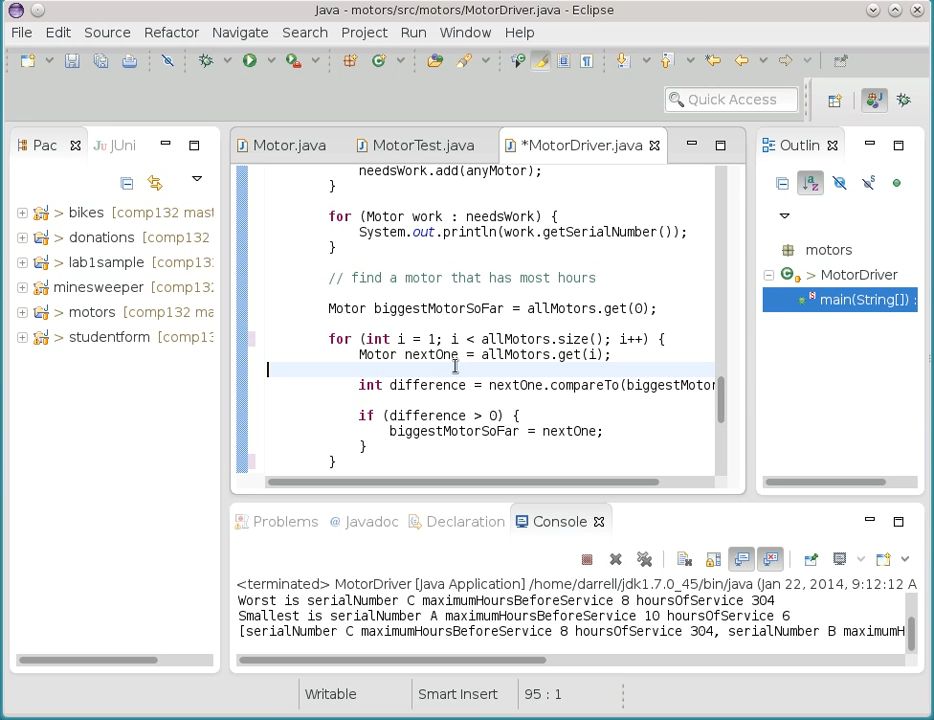 Java - motors/src/motors/MotorDriver.java - Eclipse
File Edit Source Refactor Navigate Search Project Run Window Help
Quick Access
Pac JUni
> bikes [comp132 mast
> donations [comp132
> lab1sample [comp13
minesweeper [comp13
> motors [comp132 ma
> studentform [comp13
Motor.java MotorTest.java *MotorDriver.java
needsWork.add(anyMotor);
}
for (Motor work : needsWork) {
System.out.println(work.getSerialNumber());
}
// find a motor that has most hours
Motor biggestMotorSoFar = allMotors.get(0);
for (int i = 1; i < allMotors.size(); i++) {
Motor nextOne = allMotors.get(i);
int difference = nextOne.compareTo(biggestMotor
if (difference > 0) {
biggestMotorSoFar = nextOne;
}
}
Outlin
motors
> MotorDriver
main(String[]) :
Problems @ Javadoc Declaration Console
<terminated> MotorDriver [Java Application] /home/darrell/jdk1.7.0_45/bin/java (Jan 22, 2014, 9:12:12 A
Worst is serialNumber C maximumHoursBeforeService 8 hoursOfService 304
Smallest is serialNumber A maximumHoursBeforeService 10 hoursOfService 6
[serialNumber C maximumHoursBeforeService 8 hoursOfService 304, serialNumber B maximumH
Writable Smart Insert 95 : 1